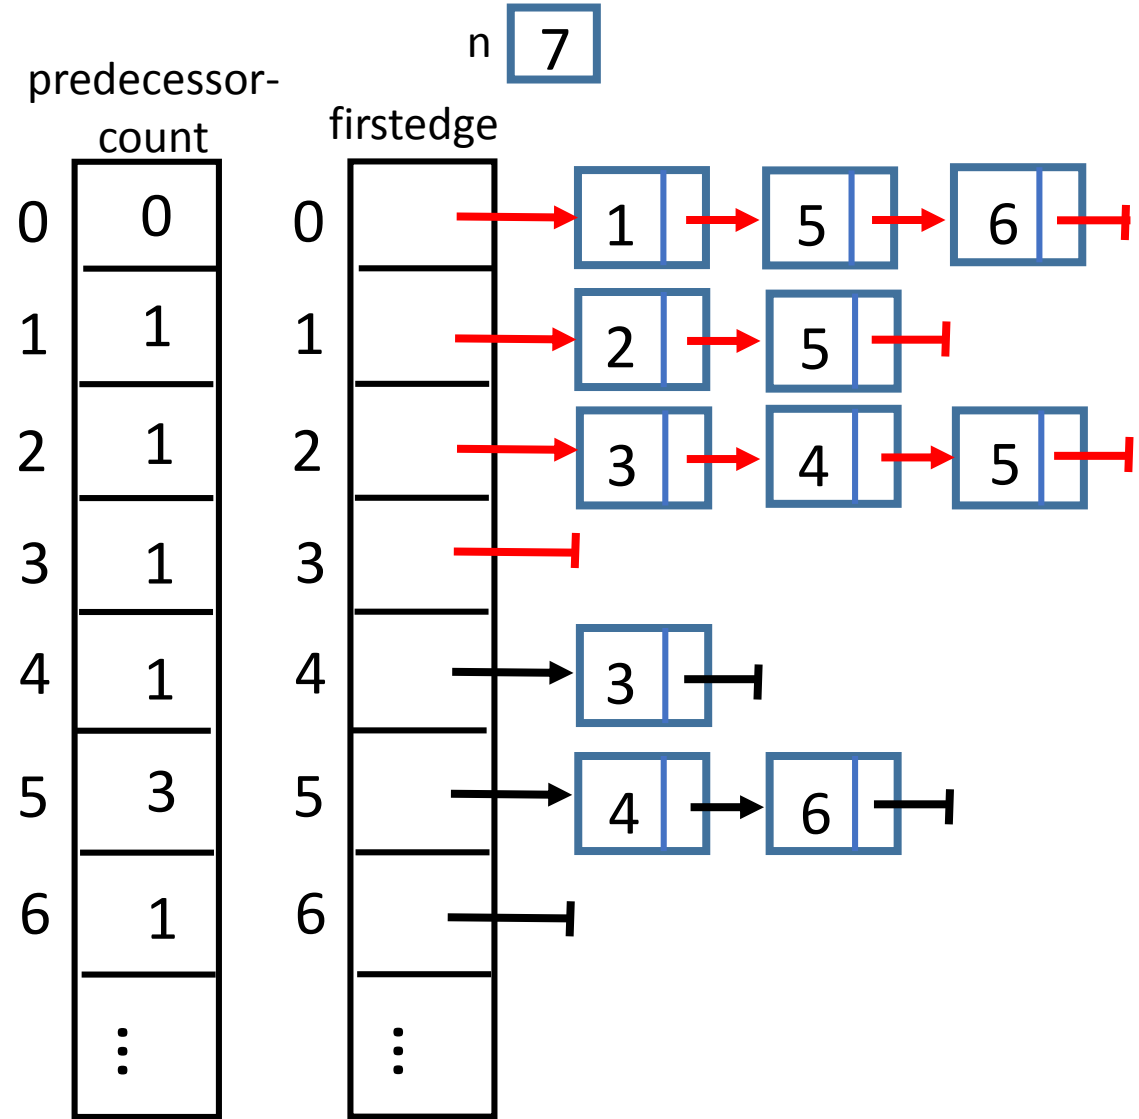 n 7
predecessor-
count
firstedge
0 0 0 1 5 6
1 1 1 2 5
2 1 2 3 4 5
3 1 3
4 1 4 3
5 3 5 4 6
6 1 6
⋮ ⋮